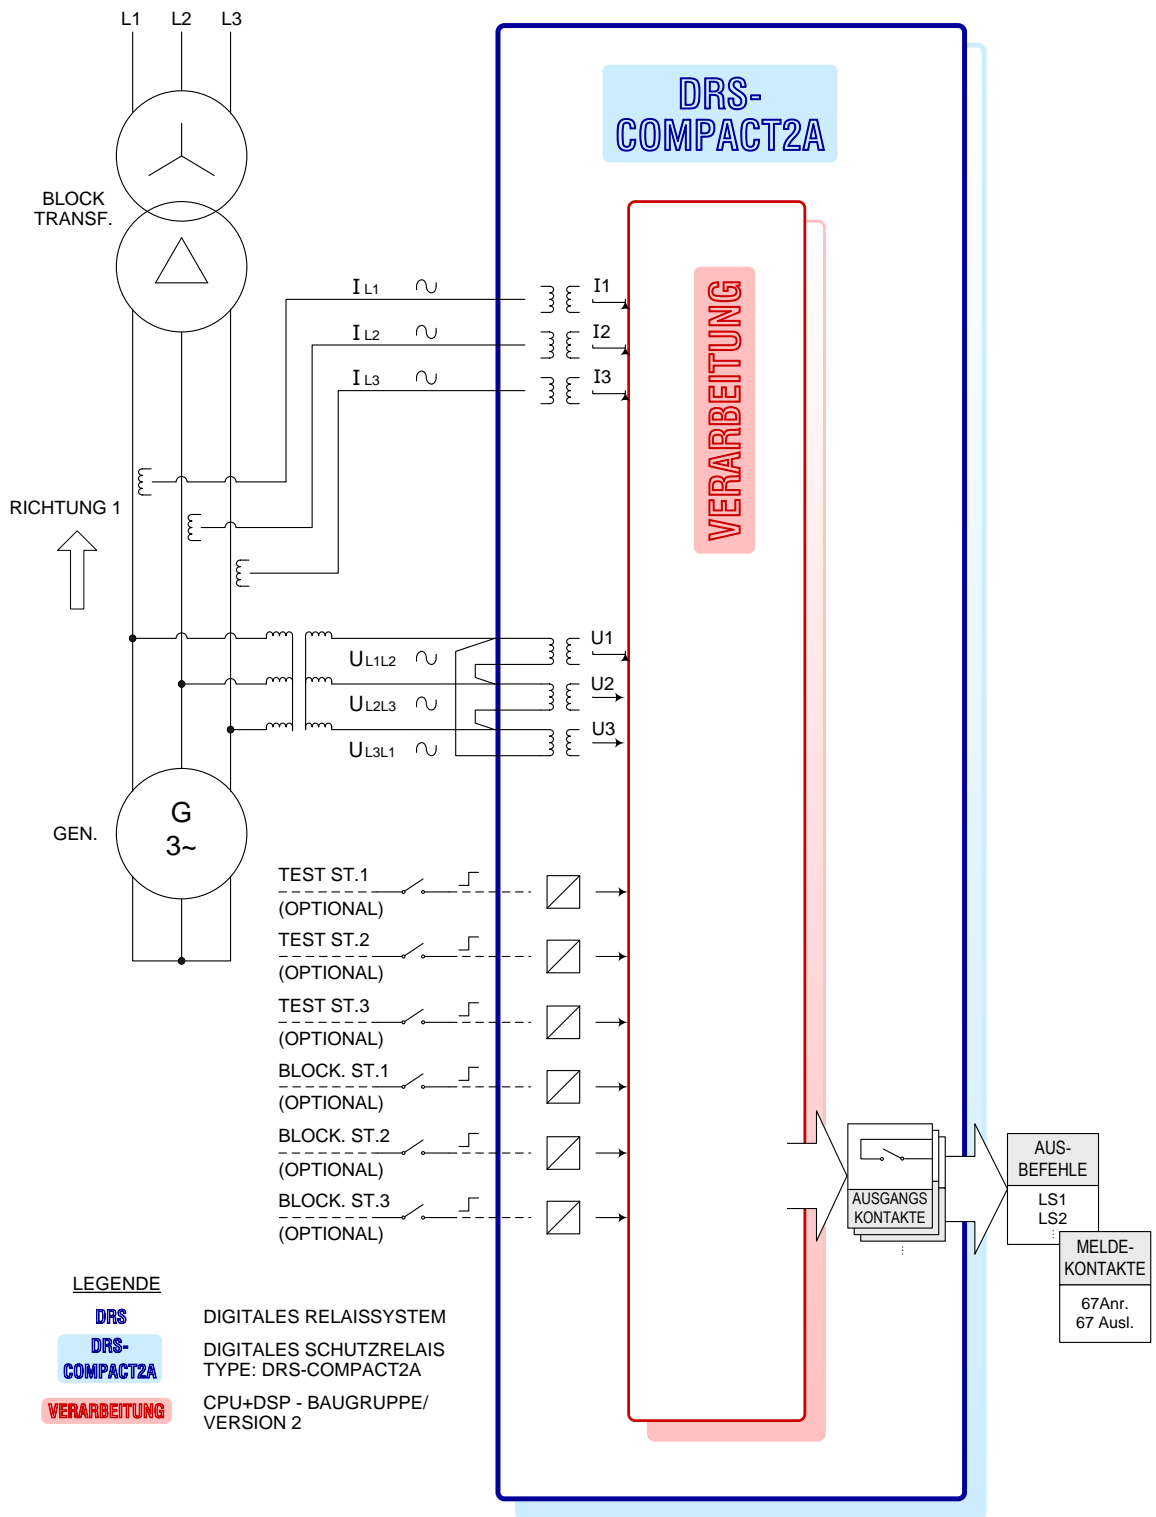 L1 L2 L3
DRS-
COMPACT2A
BLOCK
TRANSF.
VERARBEITUNG
I L1
I1
I L2
I2
I L3
I3
RICHTUNG 1
U1
U L1L2
U2
U L2L3
U3
U L3L1
GEN.
G
3~
TEST ST.1
(OPTIONAL)
TEST ST.2
(OPTIONAL)
TEST ST.3
(OPTIONAL)
BLOCK. ST.1
(OPTIONAL)
BLOCK. ST.2
(OPTIONAL)
BLOCK. ST.3
(OPTIONAL)
AUSGANGS
KONTAKTE
AUS-
BEFEHLE
LS1
LS2
MELDE-
KONTAKTE
67Anr.
67 Ausl.
LEGENDE
DRS
DIGITALES RELAISSYSTEM
DRS-
COMPACT2A
DIGITALES SCHUTZRELAIS
TYPE: DRS-COMPACT2A
VERARBEITUNG
CPU+DSP - BAUGRUPPE/
VERSION 2